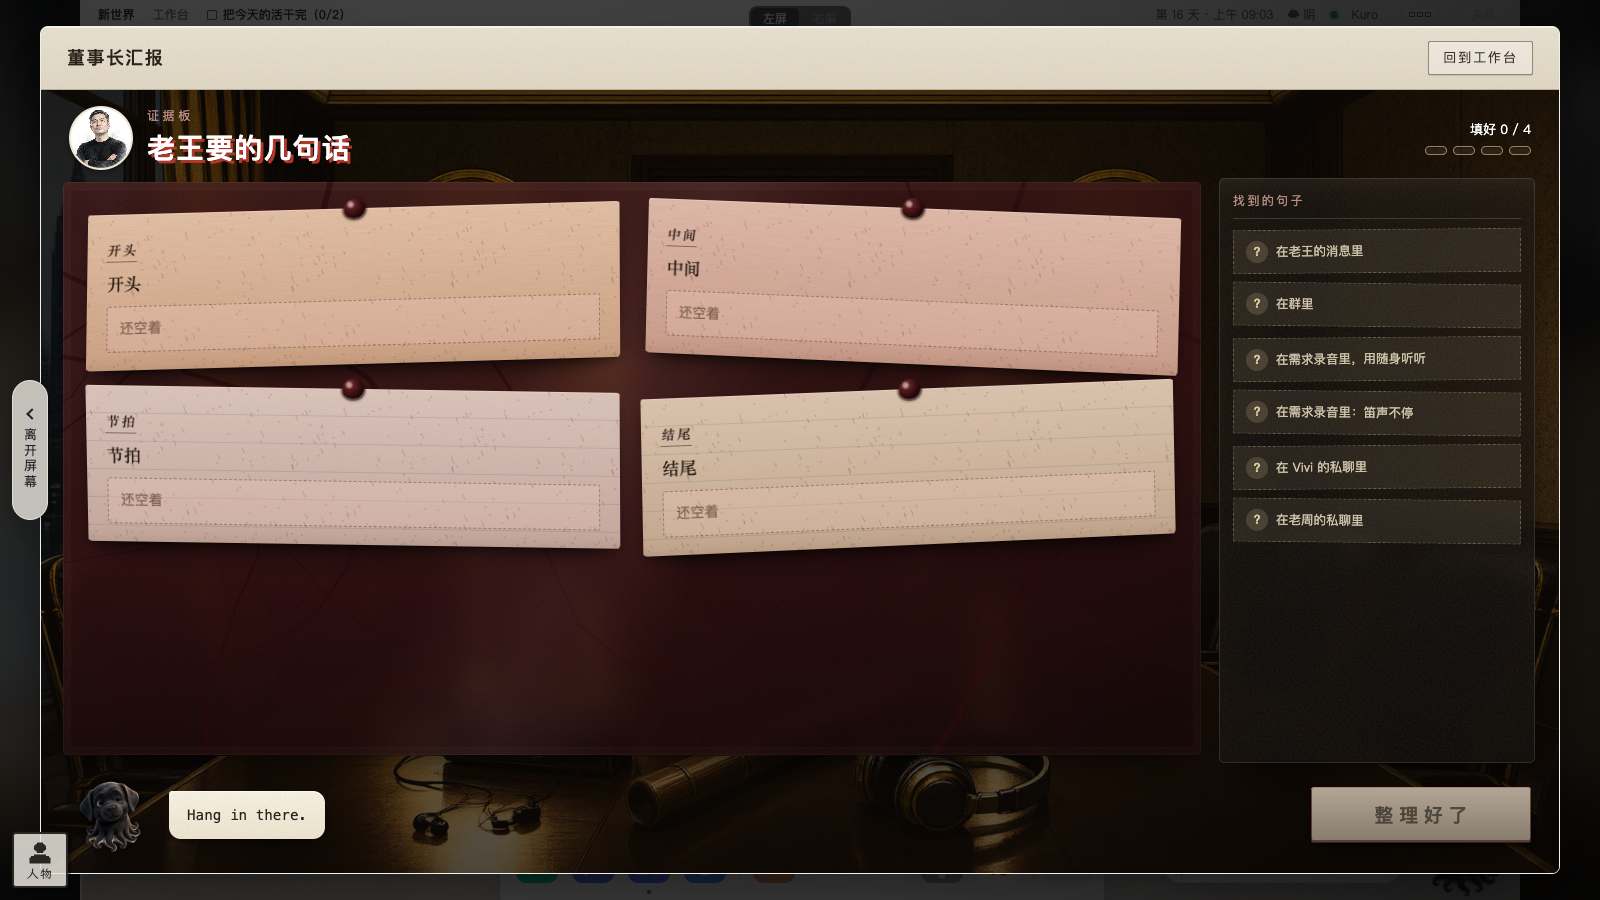 新世界 工作台 把今天的活干完 (0/2) 左屏 右屏 第 16 天 · 上午 09:03 阴 Kuro
董事长汇报
回到工作台
证据板
老王要的几句话
填好 0 / 4
开头
开头
还空着
中间
中间
还空着
节拍
节拍
还空着
结尾
结尾
还空着
找到的句子
? 在老王的消息里
? 在群里
? 在需求录音里，用随身听听
? 在需求录音里：笛声不停
? 在 Vivi 的私聊里
? 在老周的私聊里
离开屏幕
Hang in there.
整理好了
人物